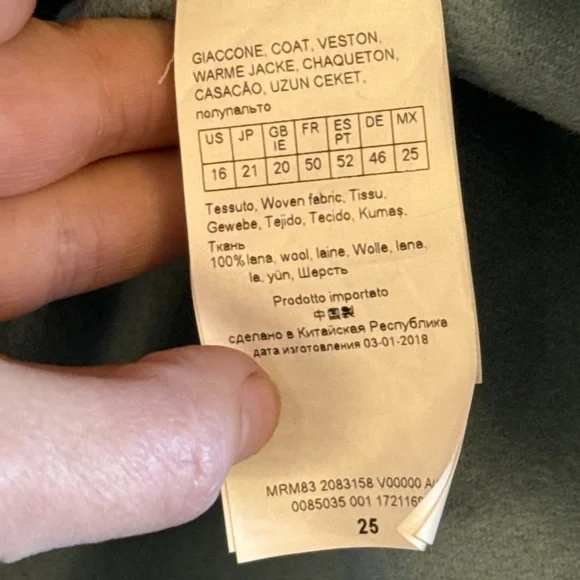 GIACCONE, COAT, VESTON,
WARME JACKE, CHAQUETON,
CASACÃO, UZUN CEKET,
полупальто
US JP GB IE FR ES PT DE MX
16 21 20 50 52 46 25
Tessuto, Woven fabric, Tissu,
Gewebe, Tejido, Tecido, Kumaş,
Ткань
100%lana, wool, laine, Wolle, lana,
la, yün, Шерсть
Prodotto importato
中国製
сделано в Китайская Республика
дата изготовления 03-01-2018
MRM83 2083158 V00000
0085035 001
25